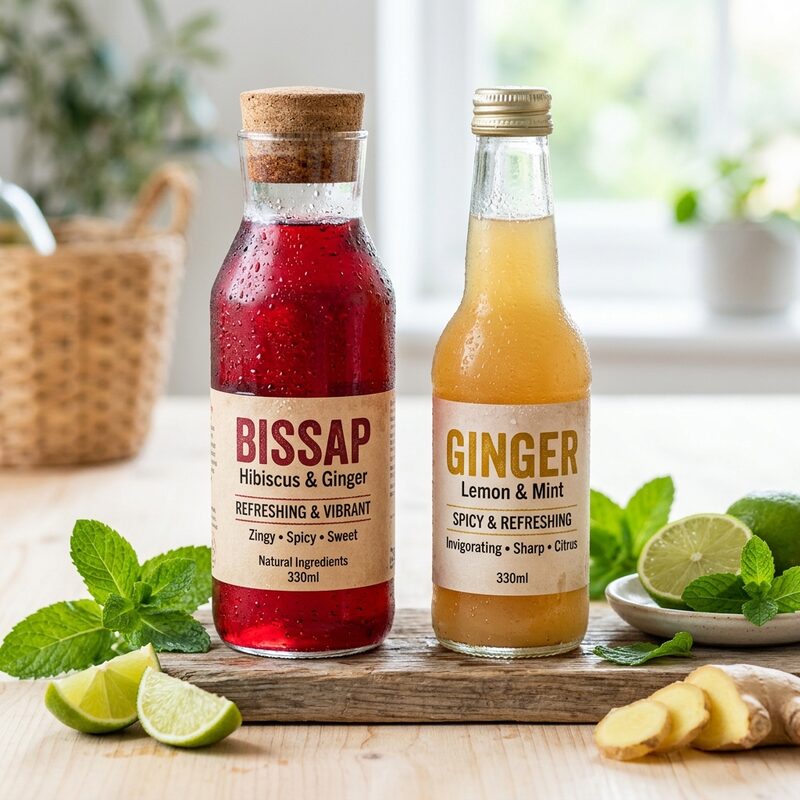 BISSAP
Hibiscus & Ginger
REFRESHING & VIBRANT
Zingy • Spicy • Sweet
Natural Ingredients
330ml
GINGER
Lemon & Mint
SPICY & REFRESHING
Invigorating • Sharp • Citrus
330ml